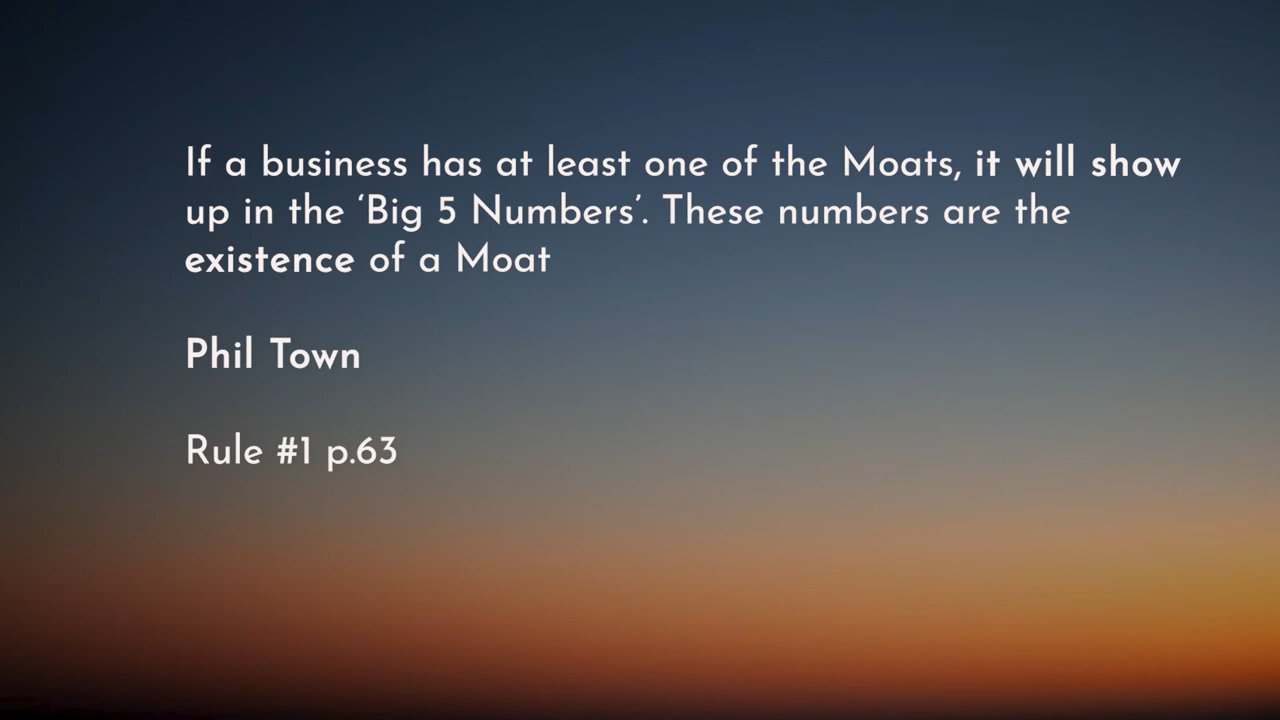 If a business has at least one of the Moats, it will show
up in the ‘Big 5 Numbers’. These numbers are the
existence of a Moat
Phil Town
Rule #1 p.63